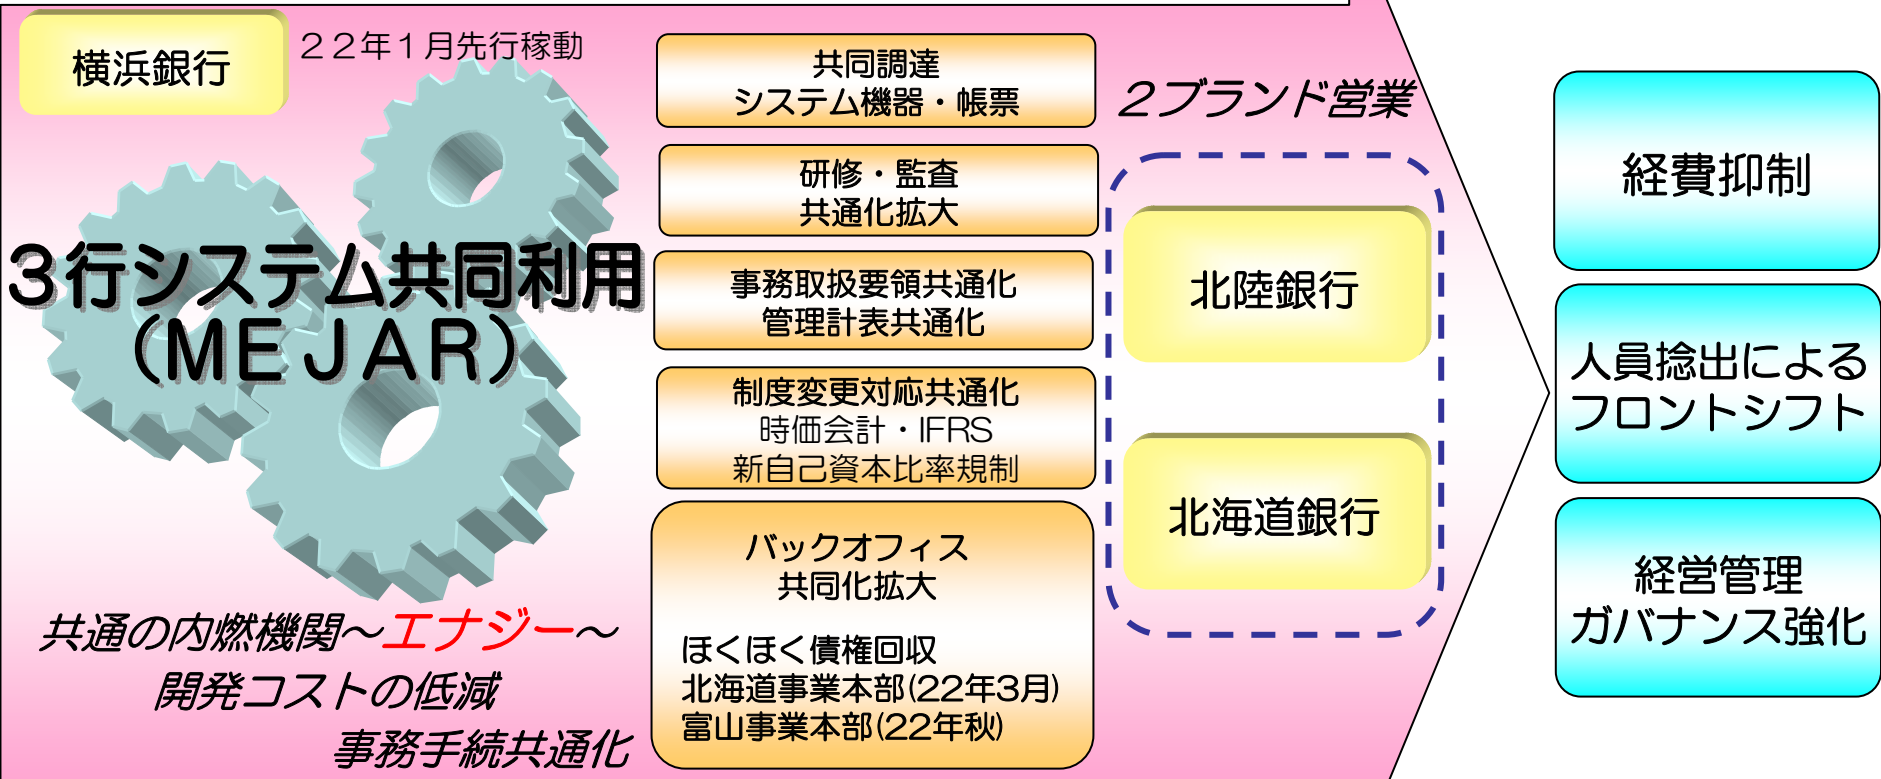 横浜銀行
２２年１月先行稼動
３行システム共同利用
（ＭＥＪＡＲ）
共通の内燃機関～エナジー～
開発コストの低減
事務手続共通化
共同調達
システム機器・帳票
研修・監査
共通化拡大
事務取扱要領共通化
管理計表共通化
制度変更対応共通化
時価会計・IFRS
新自己資本比率規制
バックオフィス
共同化拡大
ほくほく債権回収
北海道事業本部(22年3月)
富山事業本部(22年秋)
２ブランド営業
北陸銀行
北海道銀行
経費抑制
人員捻出による
フロントシフト
経営管理
ガバナンス強化